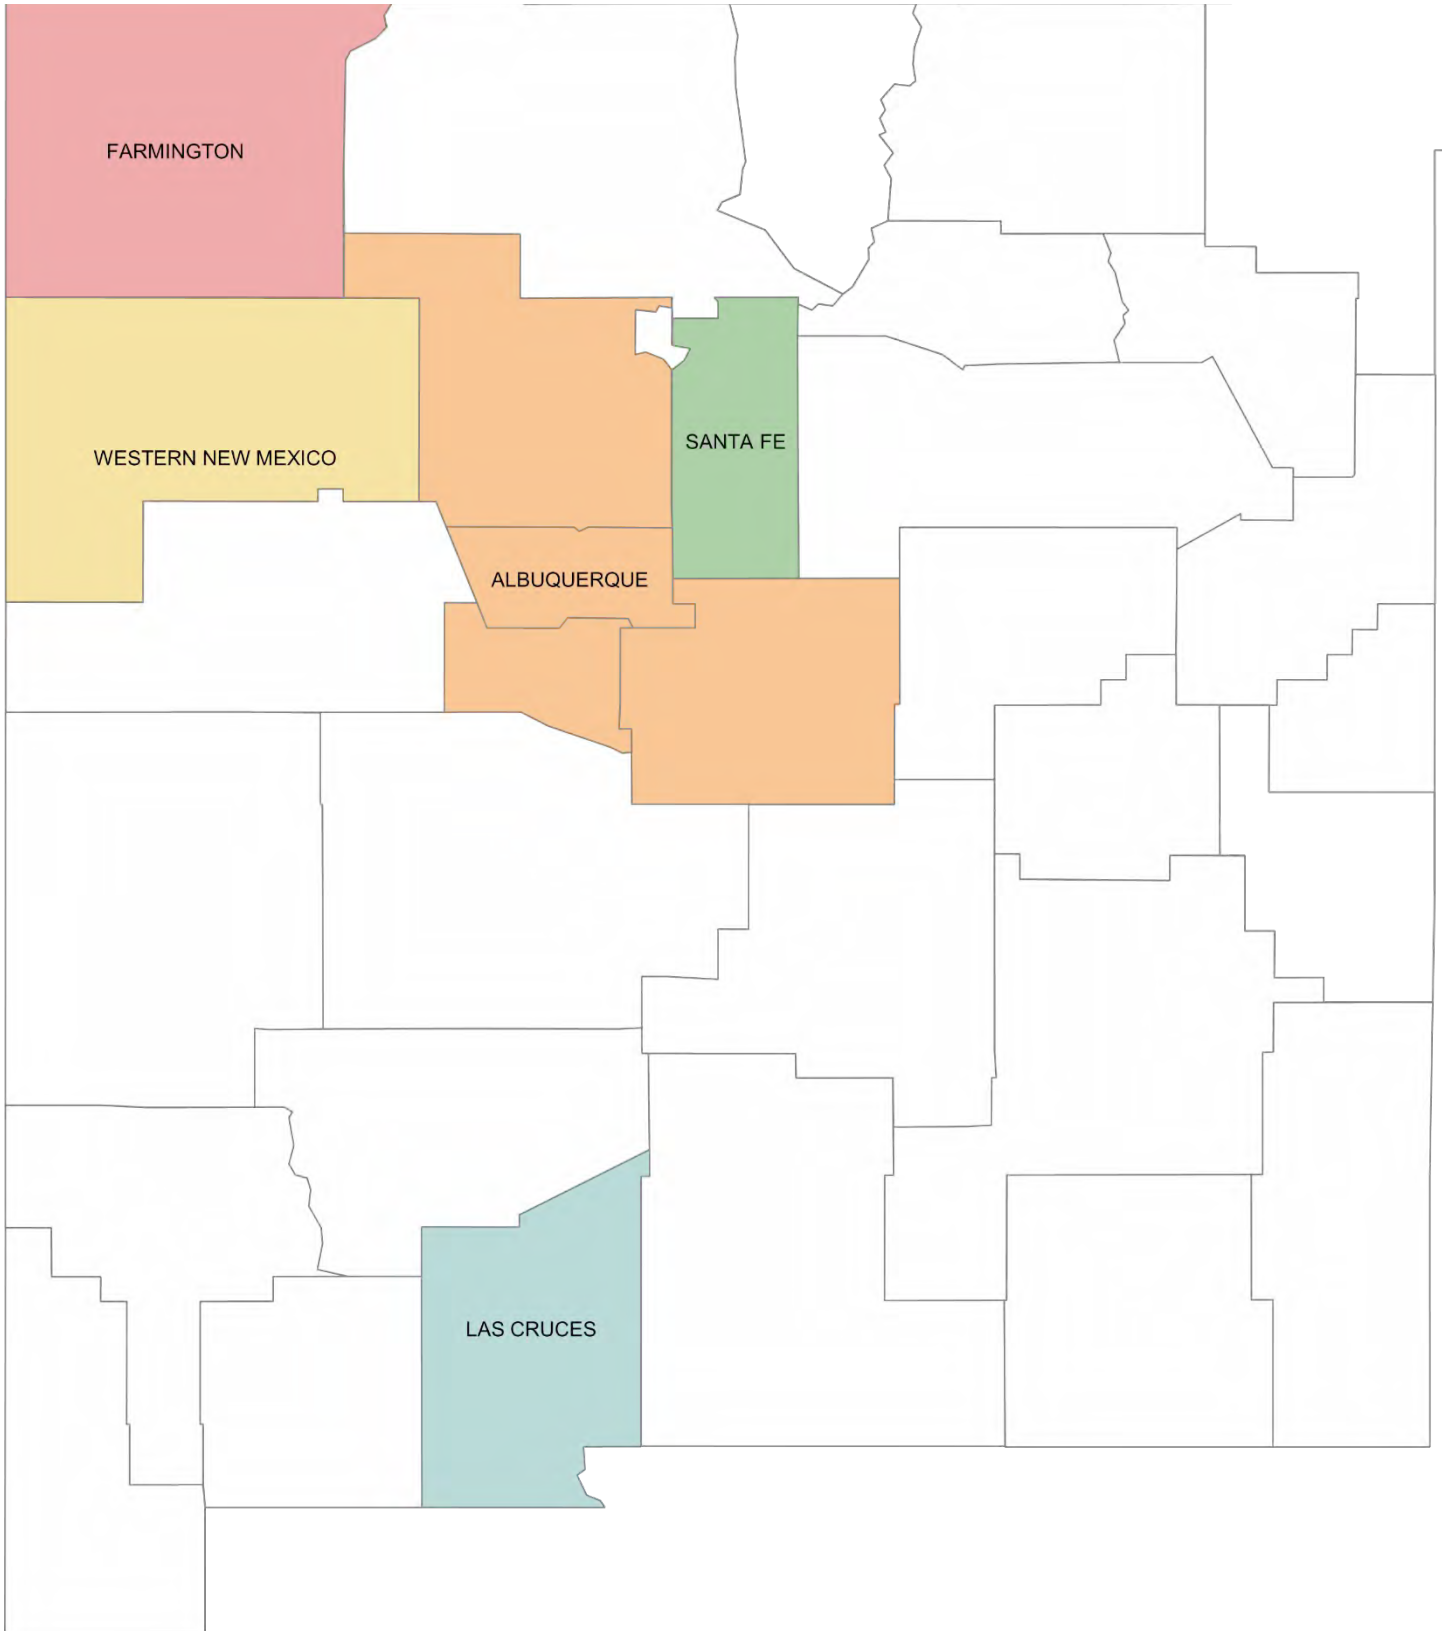 FARMINGTON
WESTERN NEW MEXICO
SANTA FE
ALBUQUERQUE
LAS CRUCES